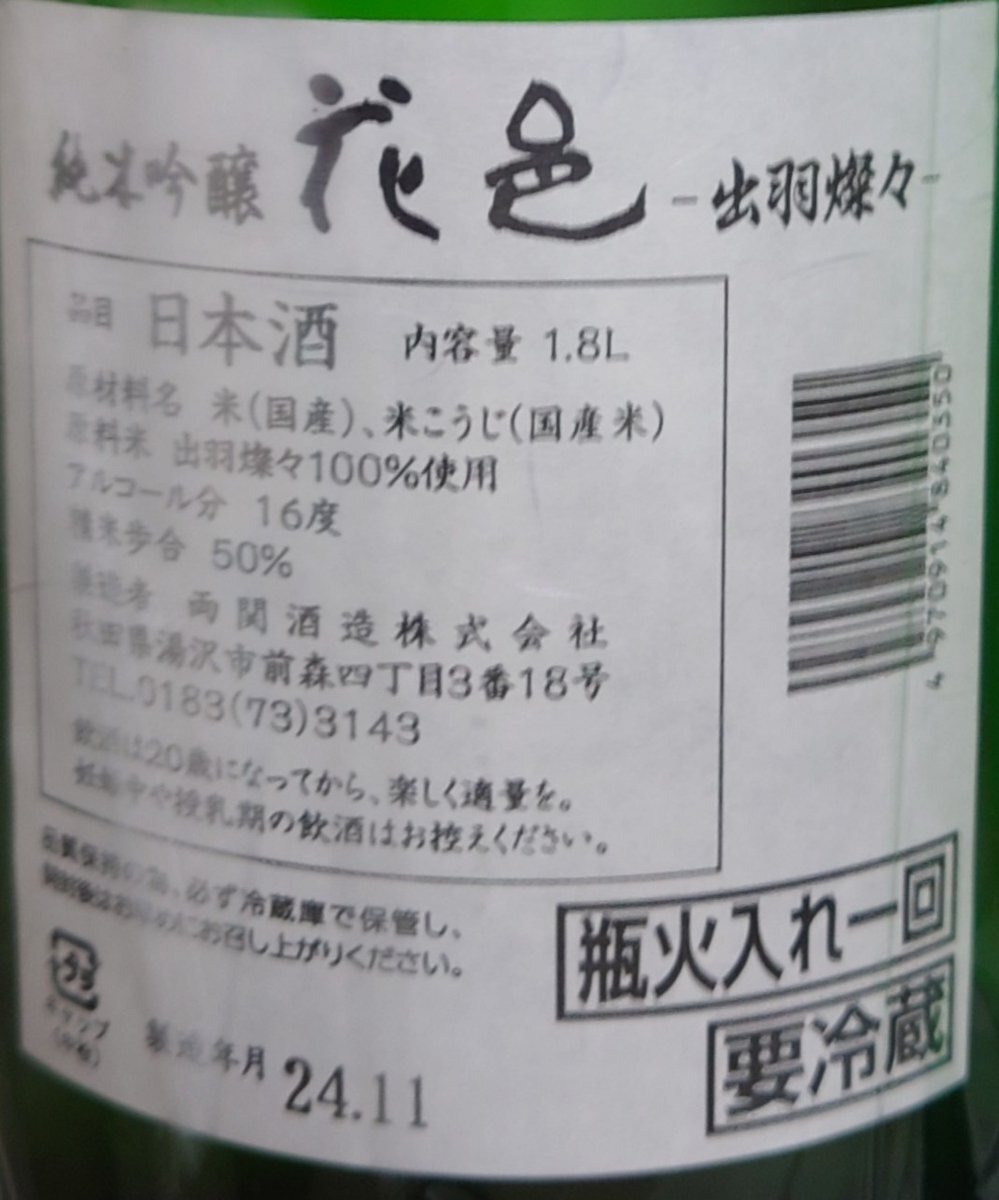 純米吟醸 花邑 -出羽燦々-
品目 日本酒 内容量 1.8L
原材料名 米(国産)、米こうじ(国産米)
原料米 出羽燦々100%使用
アルコール分 16度
精米歩合 50%
製造者 両関酒造株式会社
秋田県湯沢市前森四丁目3番18号
TEL.0183(73)3143
飲酒は20歳になってから、楽しく適量を。
妊娠中や授乳期の飲酒はお控えください。
品質保持の為、必ず冷蔵庫で保管し、
開封後はお早めにお召し上がりください。
瓶火入れ一回
要冷蔵
製造年月 24.11
キャップ
4 970914 840350